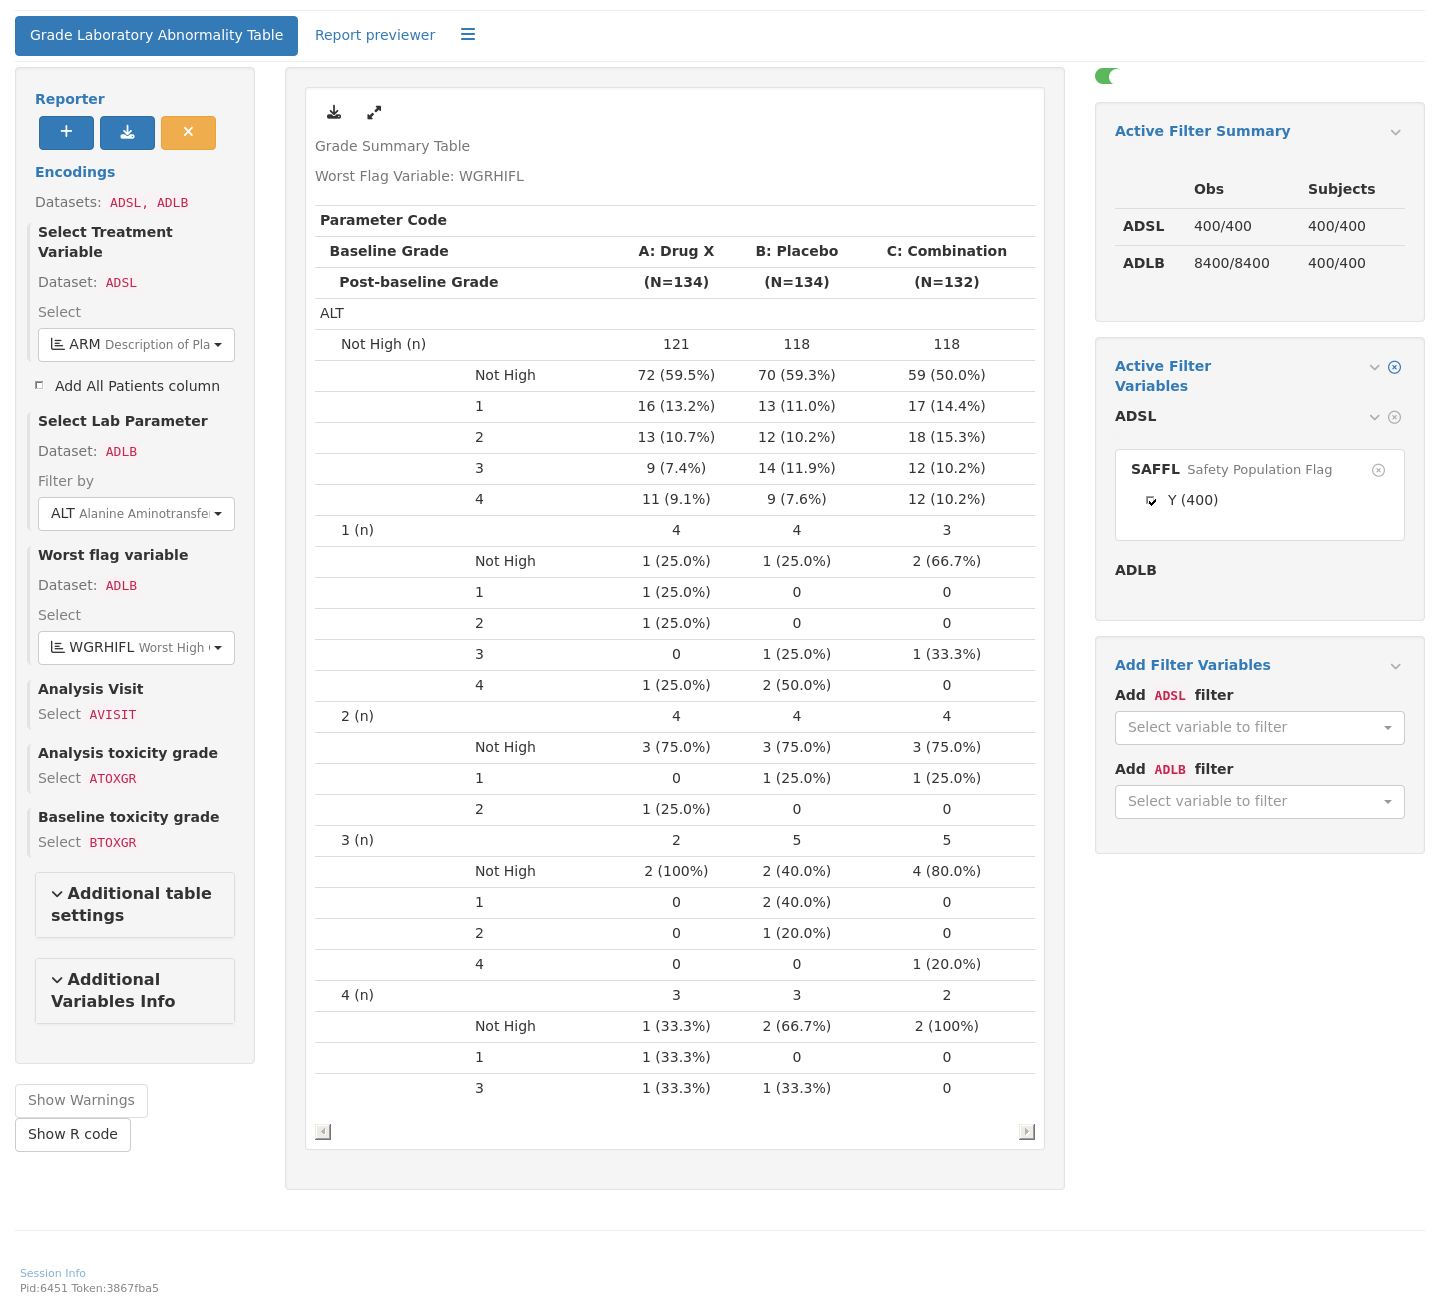 Grade Laboratory Abnormality Table
Report previewer
Reporter
Encodings
Datasets: ADSL, ADLB
Select Treatment
Variable
Dataset: ADSL
Select
ARM Description of Pla
Add All Patients column
Select Lab Parameter
Dataset: ADLB
Filter by
ALT Alanine Aminotransfe
Worst flag variable
Dataset: ADLB
Select
WGRHIFL Worst High
Analysis Visit
Select AVISIT
Analysis toxicity grade
Select ATOXGR
Baseline toxicity grade
Select BTOXGR
Additional table
settings
Additional
Variables Info
Show Warnings
Show R code
Grade Summary Table
Worst Flag Variable: WGRHIFL
Parameter Code
Baseline Grade A: Drug X B: Placebo C: Combination
Post-baseline Grade (N=134) (N=134) (N=132)
ALT
Not High (n) 121 118 118
Not High 72 (59.5%) 70 (59.3%) 59 (50.0%)
1 16 (13.2%) 13 (11.0%) 17 (14.4%)
2 13 (10.7%) 12 (10.2%) 18 (15.3%)
3 9 (7.4%) 14 (11.9%) 12 (10.2%)
4 11 (9.1%) 9 (7.6%) 12 (10.2%)
1 (n) 4 4 3
Not High 1 (25.0%) 1 (25.0%) 2 (66.7%)
1 1 (25.0%) 0 0
2 1 (25.0%) 0 0
3 0 1 (25.0%) 1 (33.3%)
4 1 (25.0%) 2 (50.0%) 0
2 (n) 4 4 4
Not High 3 (75.0%) 3 (75.0%) 3 (75.0%)
1 0 1 (25.0%) 1 (25.0%)
2 1 (25.0%) 0 0
3 (n) 2 5 5
Not High 2 (100%) 2 (40.0%) 4 (80.0%)
1 0 2 (40.0%) 0
2 0 1 (20.0%) 0
4 0 0 1 (20.0%)
4 (n) 3 3 2
Not High 1 (33.3%) 2 (66.7%) 2 (100%)
1 1 (33.3%) 0 0
3 1 (33.3%) 1 (33.3%) 0
Active Filter Summary
Obs Subjects
ADSL 400/400 400/400
ADLB 8400/8400 400/400
Active Filter
Variables
ADSL
SAFFL Safety Population Flag
Y (400)
ADLB
Add Filter Variables
Add ADSL filter
Select variable to filter
Add ADLB filter
Select variable to filter
Session Info
Pid:6451 Token:3867fba5